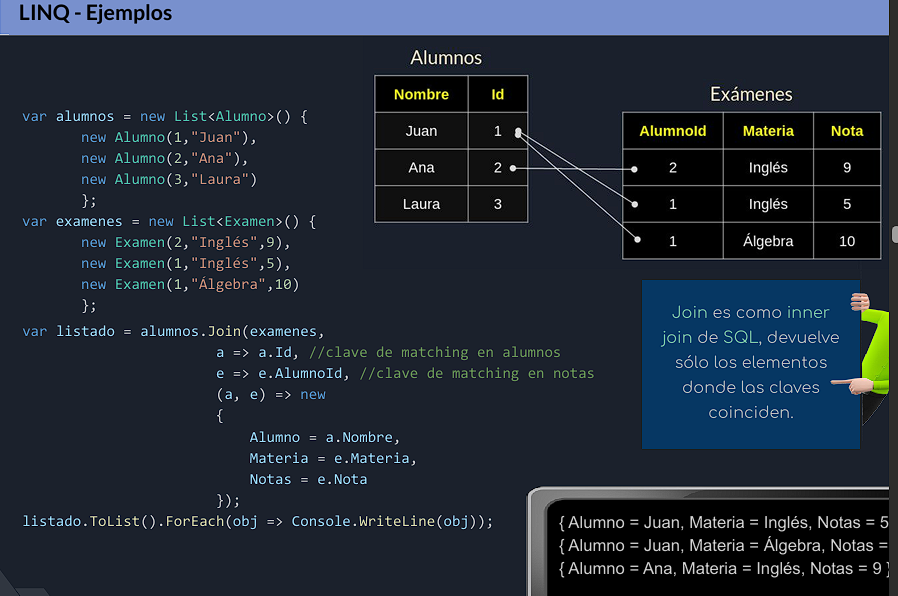 LINQ - Ejemplos
Alumnos
Nombre Id
Juan 1
Ana 2
Laura 3
Exámenes
AlumnoId Materia Nota
2 Inglés 9
1 Inglés 5
1 Álgebra 10
var alumnos = new List<Alumno>() {
new Alumno(1,"Juan"),
new Alumno(2,"Ana"),
new Alumno(3,"Laura")
};
var examenes = new List<Examen>() {
new Examen(2,"Inglés",9),
new Examen(1,"Inglés",5),
new Examen(1,"Álgebra",10)
};
var listado = alumnos.Join(examenes,
a => a.Id, //clave de matching en alumnos
e => e.AlumnoId, //clave de matching en notas
(a, e) => new
{
Alumno = a.Nombre,
Materia = e.Materia,
Notas = e.Nota
});
listado.ToList().ForEach(obj => Console.WriteLine(obj));
Join es como inner
join de SQL, devuelve
sólo los elementos
donde las claves
coinciden.
{ Alumno = Juan, Materia = Inglés, Notas = 5
{ Alumno = Juan, Materia = Álgebra, Notas =
{ Alumno = Ana, Materia = Inglés, Notas = 9 }